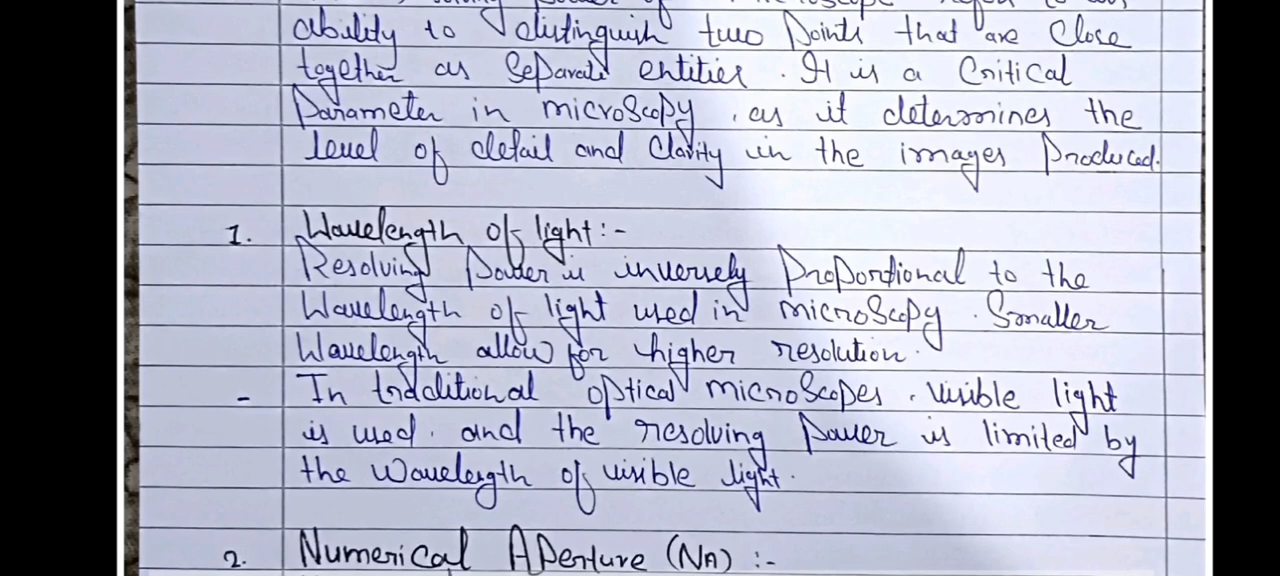 ability to distinguish two points that are close
together as separate entities. It is a critical
Parameter in microscopy, as it determines the
level of detail and clarity in the images produced.
1. Wavelength of light:-
Resolving power is inversely proportional to the
Wavelength of light used in microscopy. Smaller
Wavelength allow for higher resolution.
- In traditional optical microscopes, visible light
is used. and the resolving power is limited by
the wavelength of visible light.
2. Numerical Aperture (NA) :-